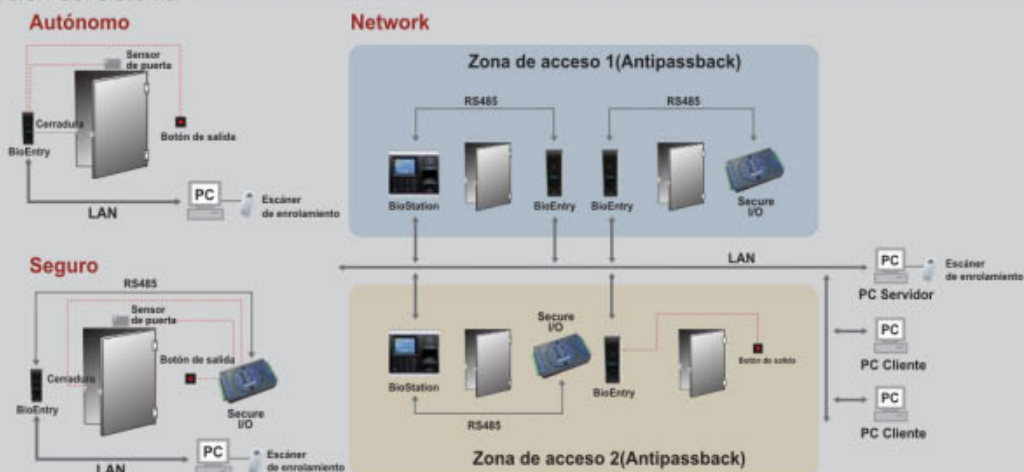 Autónomo
Sensor
de puerta
Cerradura
Botón de salida
BioEntry
PC
Escáner
de enrolamiento
LAN
Seguro
RS485
Sensor
de puerta
Botón de salida
Cerradura
BioEntry
Secure
I/O
PC
Escáner
de enrolamiento
LAN
Network
Zona de acceso 1(Antipassback)
RS485
RS485
BioStation
BioEntry
BioEntry
Secure
I/O
LAN
PC
Escáner
de enrolamiento
PC Servidor
PC
PC Cliente
PC
PC Cliente
Secure
I/O
Botón de salida
BioStation
BioEntry
RS485
Zona de acceso 2(Antipassback)